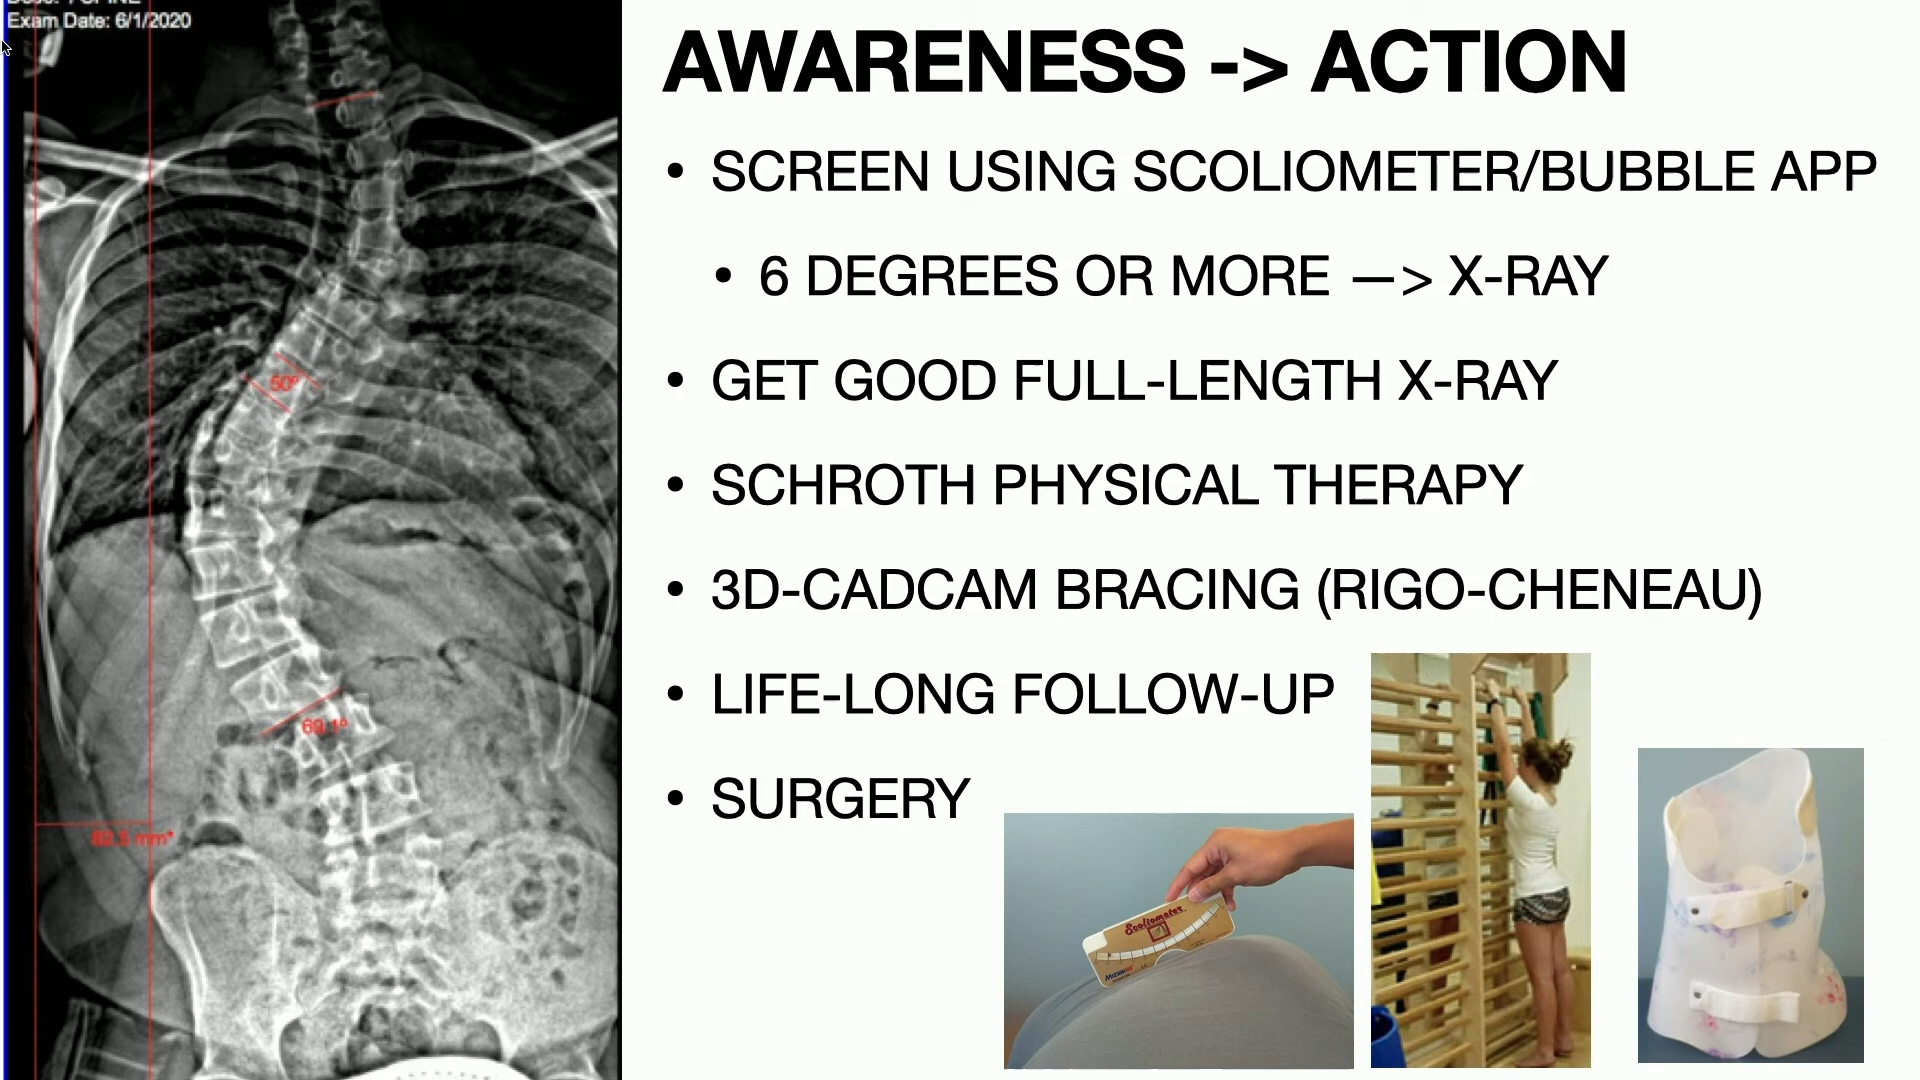 Exam Date: 6/1/2020
50º
69.1º
82.5 mm*
AWARENESS -> ACTION
• SCREEN USING SCOLIOMETER/BUBBLE APP
• 6 DEGREES OR MORE —> X-RAY
• GET GOOD FULL-LENGTH X-RAY
• SCHROTH PHYSICAL THERAPY
• 3D-CADCAM BRACING (RIGO-CHENEAU)
• LIFE-LONG FOLLOW-UP
• SURGERY
Scoliometer